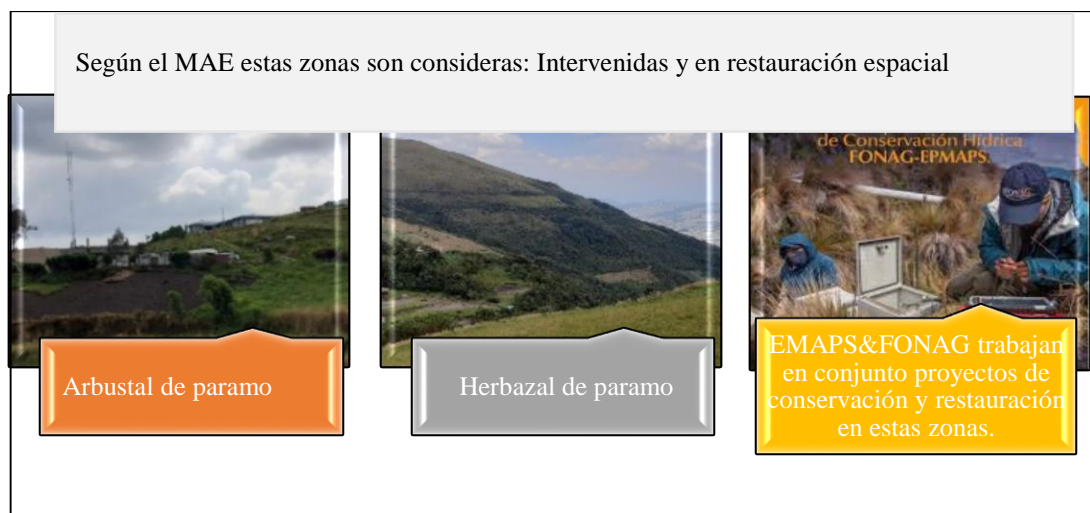 Según el MAE estas zonas son consideras: Intervenidas y en restauración espacial
de Conservación Hídrica
FONAG-EPMAPS
Arbustal de paramo
Herbazal de paramo
EMAPS&FONAG trabajan
en conjunto proyectos de
conservación y restauración
en estas zonas.